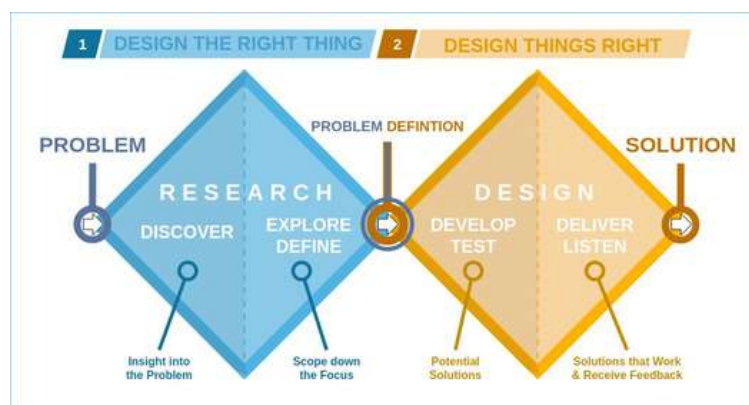 1 DESIGN THE RIGHT THING
2 DESIGN THINGS RIGHT
PROBLEM
PROBLEM DEFINTION
SOLUTION
RESEARCH
DISCOVER
EXPLORE
DEFINE
DESIGN
DEVELOP
TEST
DELIVER
LISTEN
Insight into
the Problem
Scope down
the Focus
Potential
Solutions
Solutions that Work
& Receive Feedback